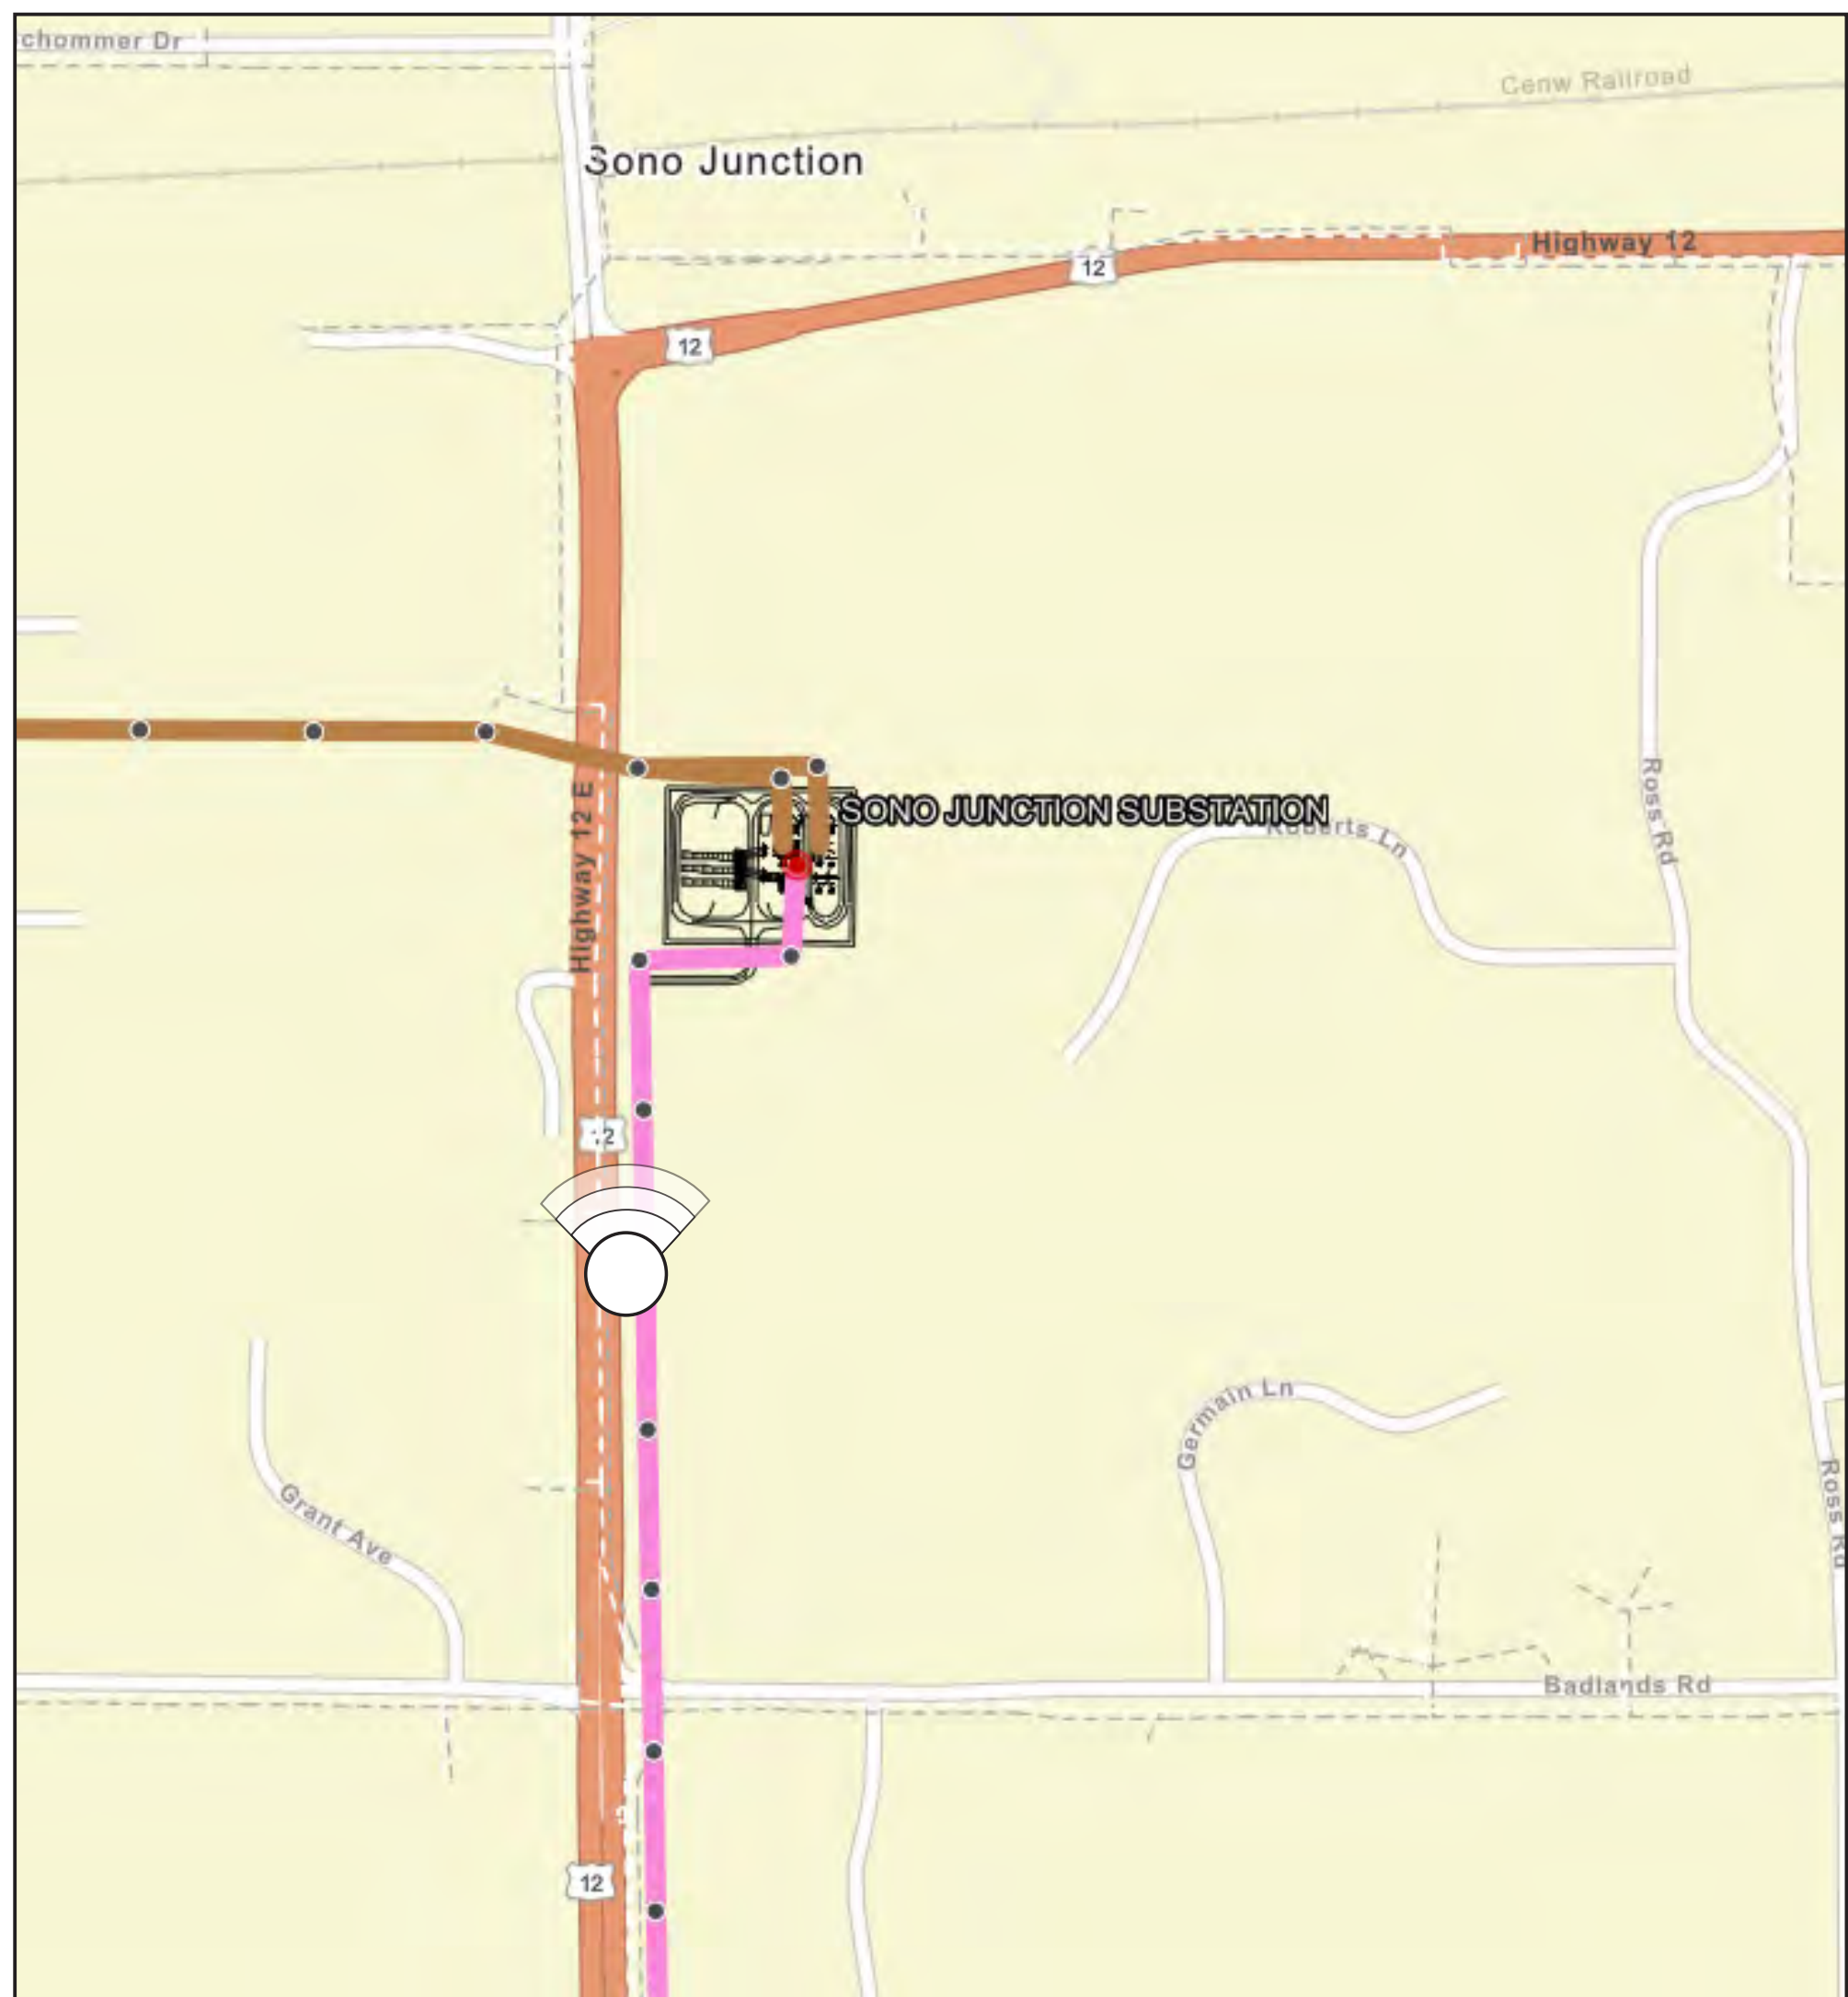 chommer Dr
Cenw Railroad
Sono Junction
Highway 12
12
12
SONO JUNCTION SUBSTATION
Roberts Ln
Ross Rd
Highway 12 E
12
Germain Ln
Grant Ave
Ross Rd
Badlands Rd
12